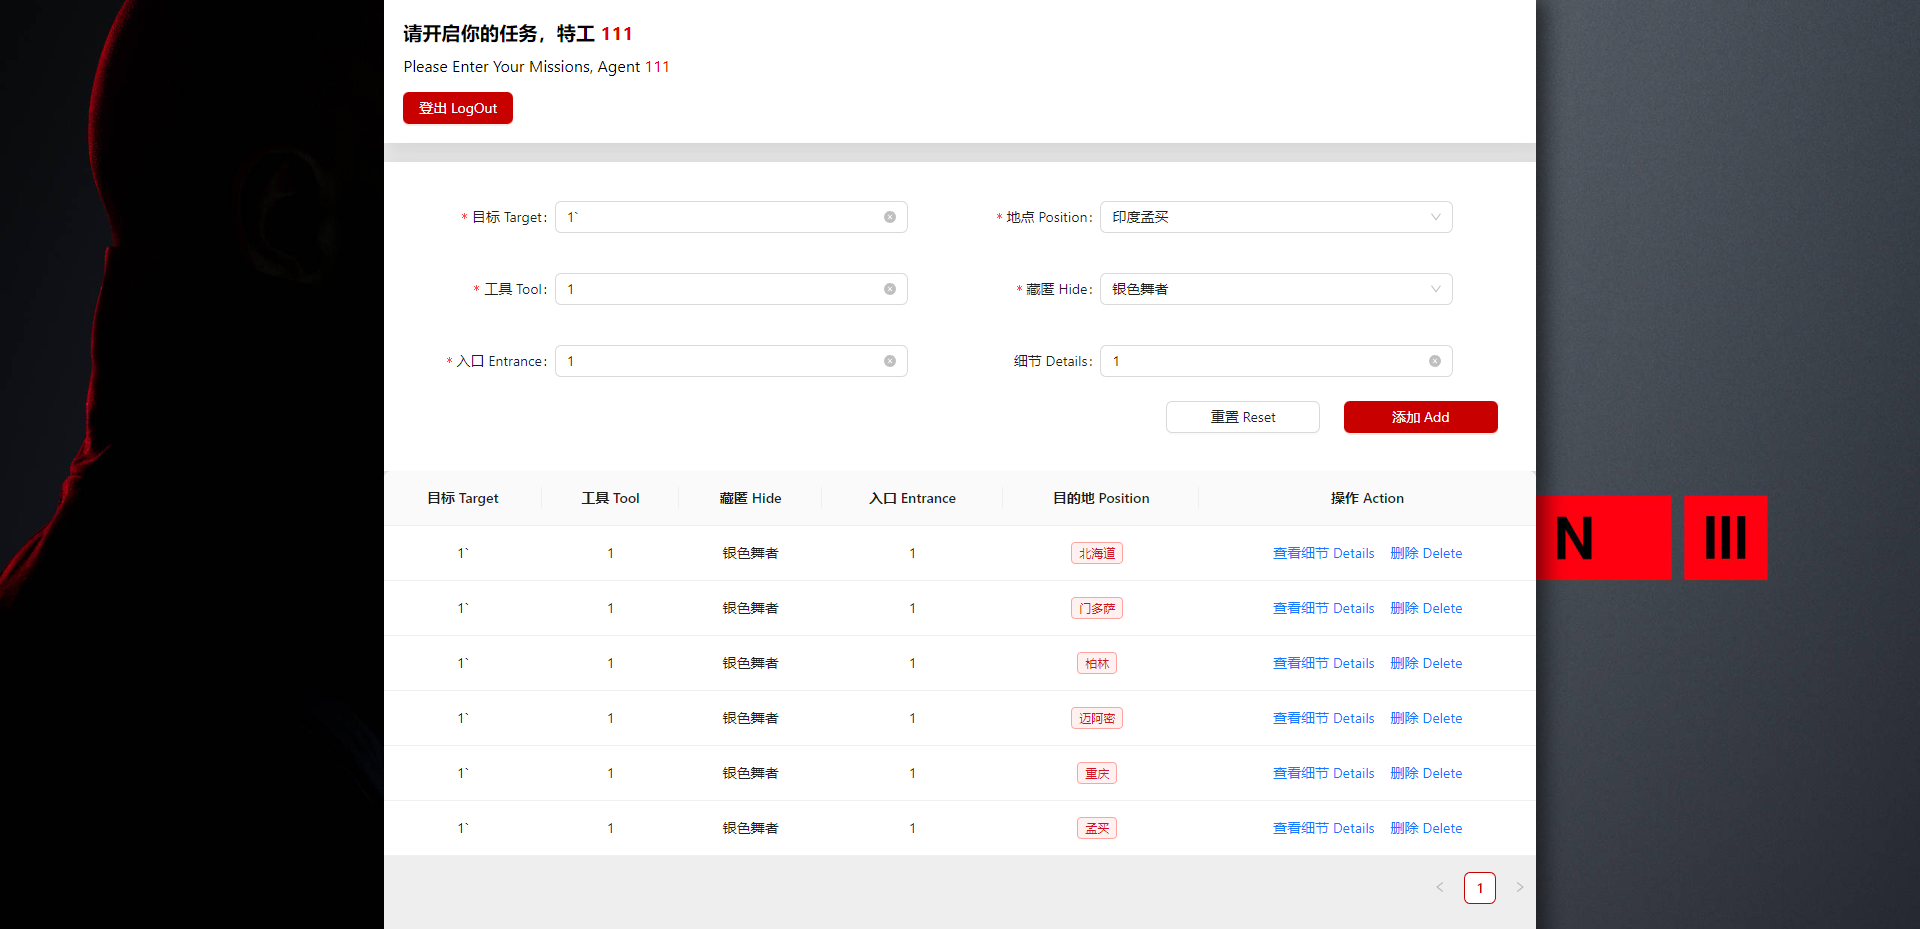 请开启你的任务，特工 111
Please Enter Your Missions, Agent 111
登出 LogOut
* 目标 Target: 1`
* 地点 Position: 印度孟买
* 工具 Tool: 1
* 藏匿 Hide: 银色舞者
* 入口 Entrance: 1
细节 Details: 1
重置 Reset
添加 Add
目标 Target 工具 Tool 藏匿 Hide 入口 Entrance 目的地 Position 操作 Action
1` 1 银色舞者 1 北海道 查看细节 Details 删除 Delete
1` 1 银色舞者 1 门多萨 查看细节 Details 删除 Delete
1` 1 银色舞者 1 柏林 查看细节 Details 删除 Delete
1` 1 银色舞者 1 迈阿密 查看细节 Details 删除 Delete
1` 1 银色舞者 1 重庆 查看细节 Details 删除 Delete
1` 1 银色舞者 1 孟买 查看细节 Details 删除 Delete
< 1 >
N III